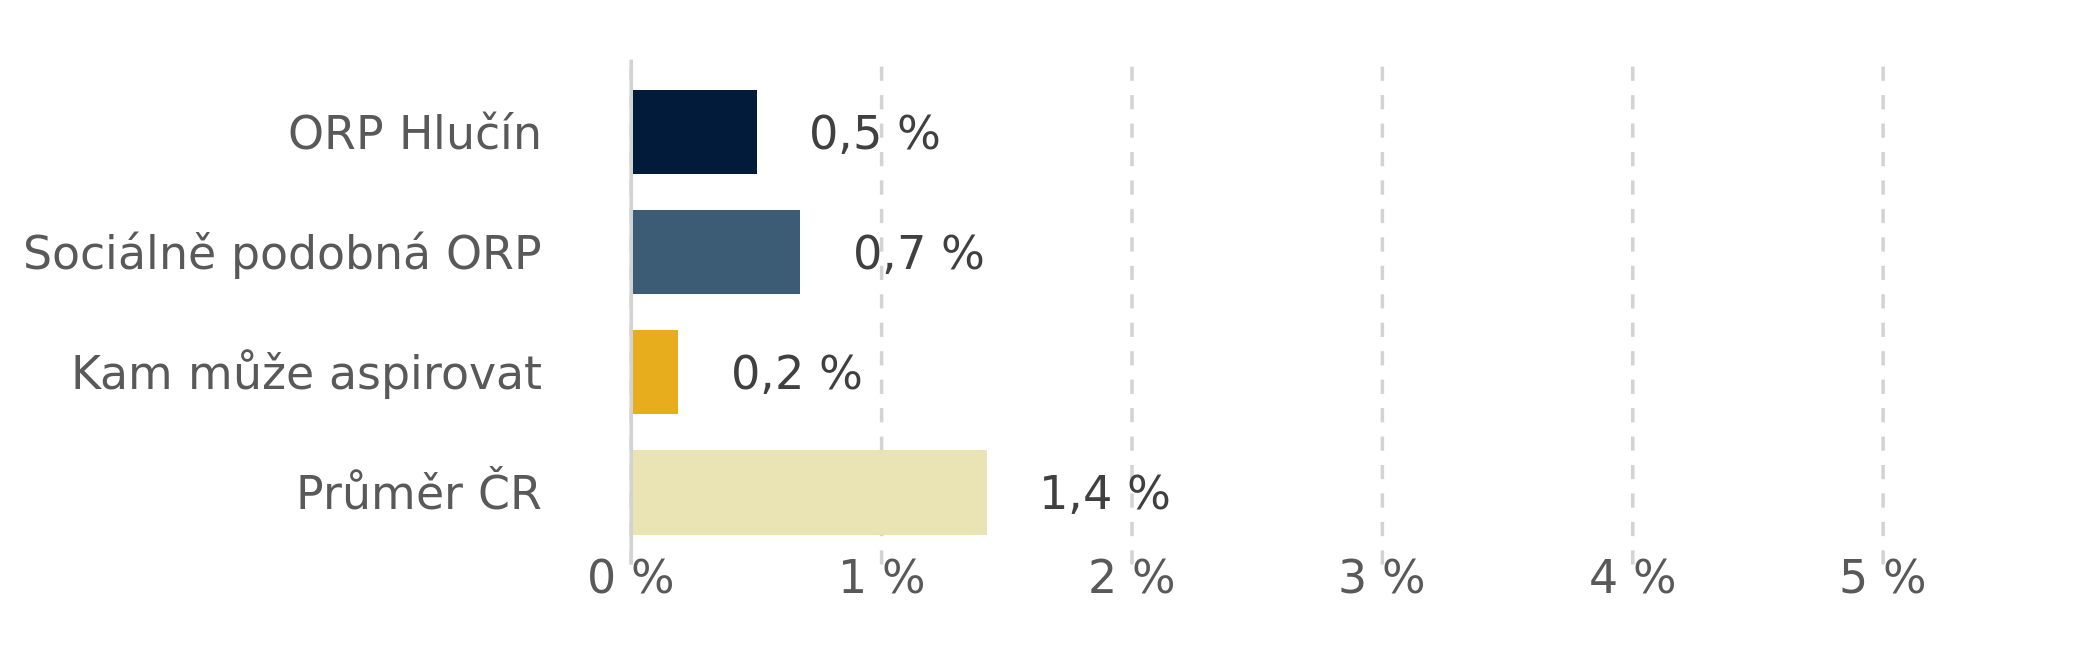 ORP Hlučín 0,5 %
Sociálně podobná ORP 0,7 %
Kam může aspirovat 0,2 %
Průměr ČR 1,4 %
0 % 1 % 2 % 3 % 4 % 5 %